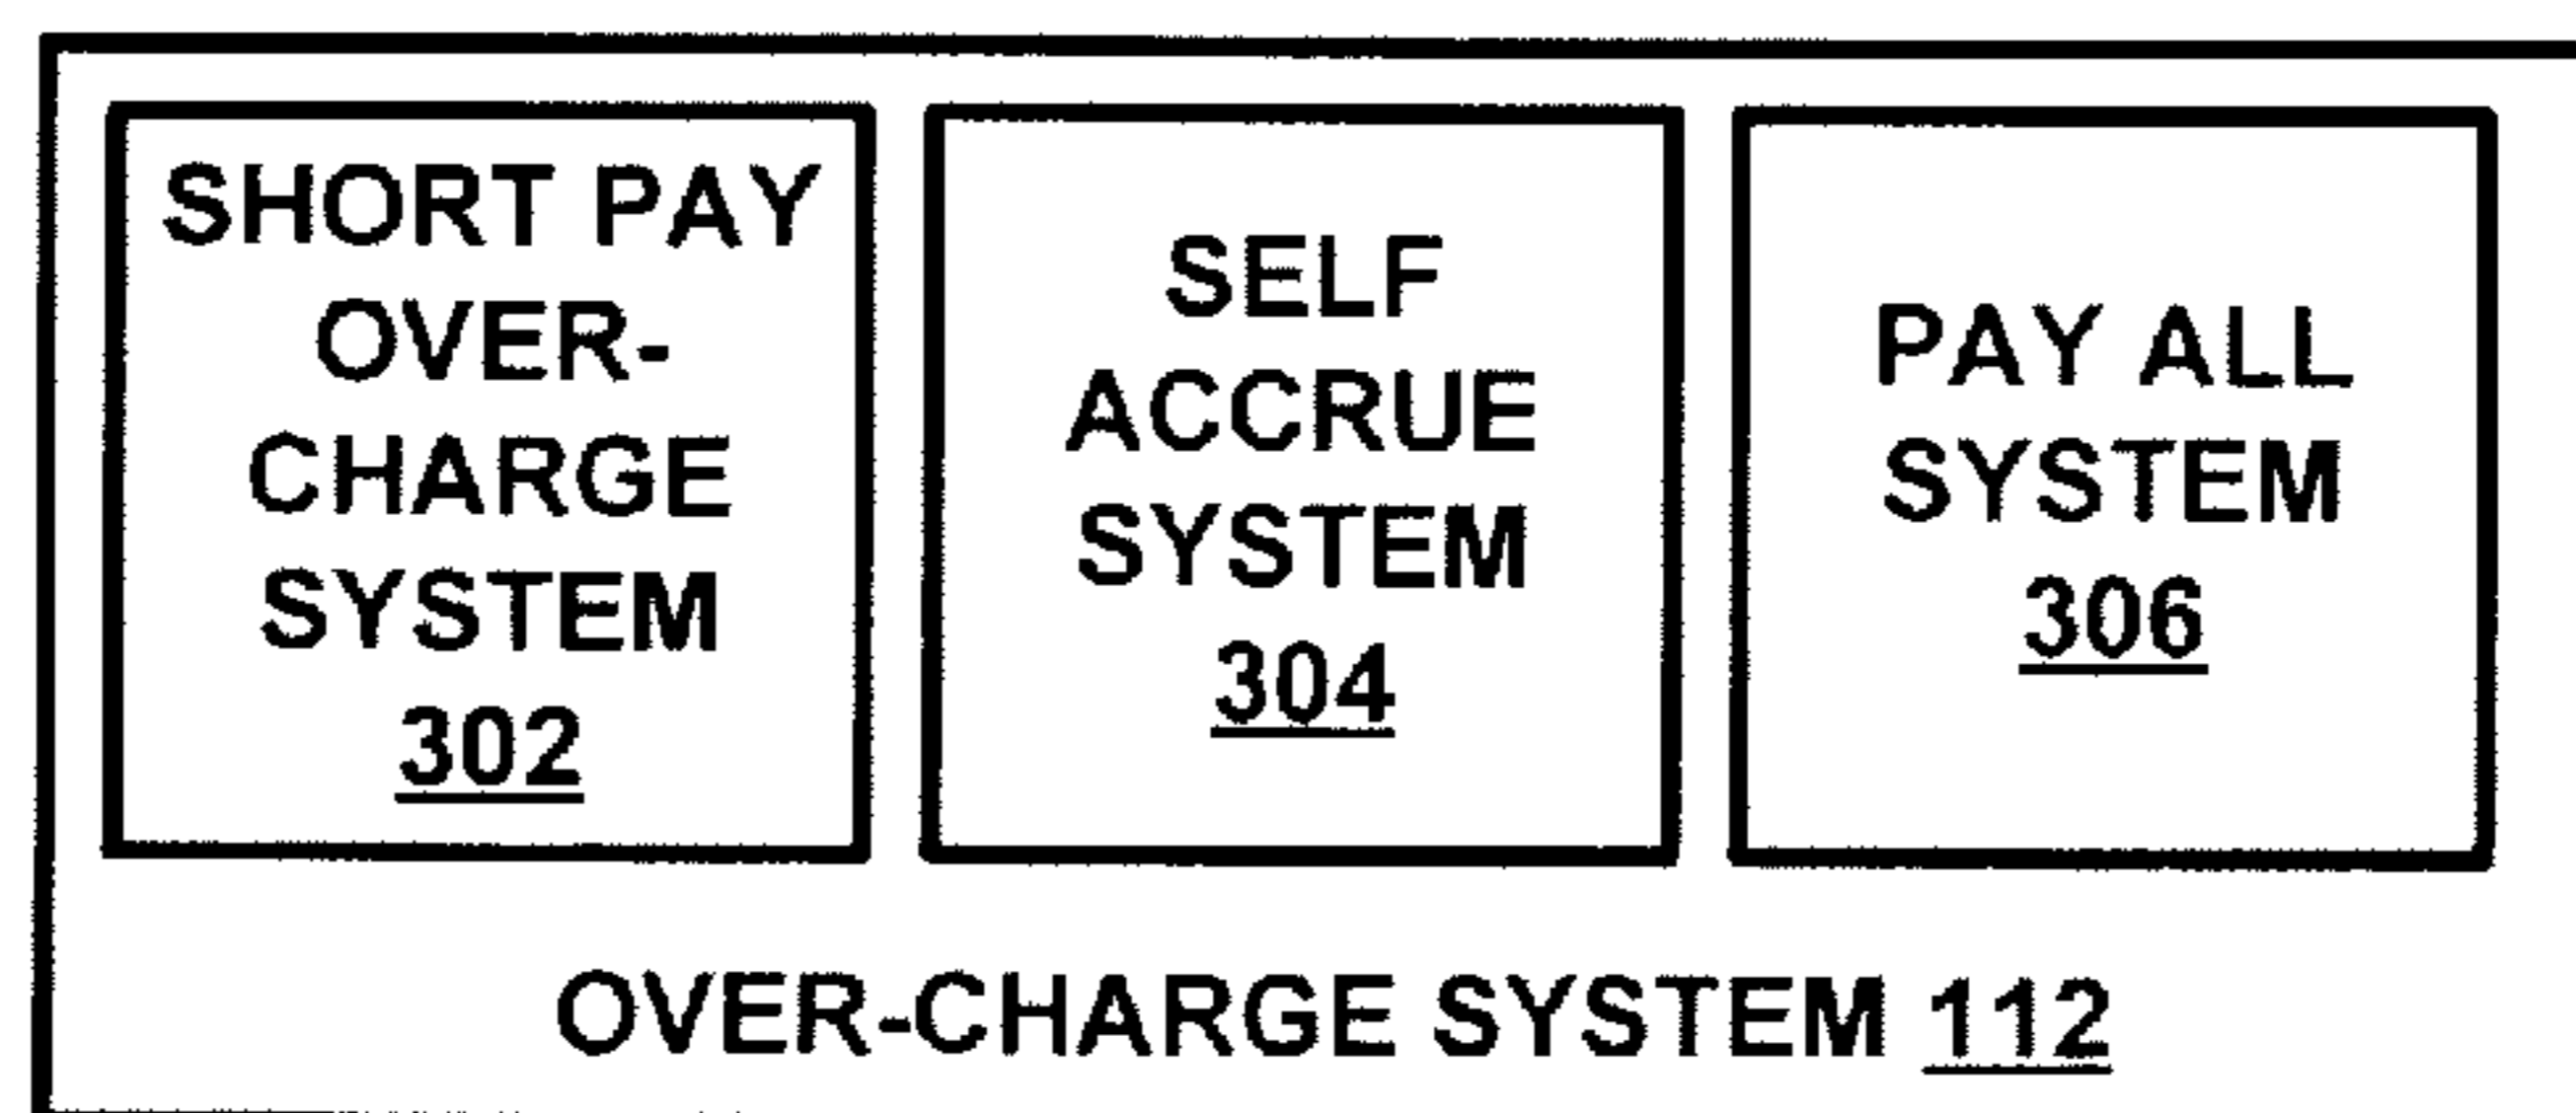 SHORT PAY
OVER-
CHARGE
SYSTEM
302
SELF
ACCRUE
SYSTEM
304
PAY ALL
SYSTEM
306
OVER-CHARGE SYSTEM 112